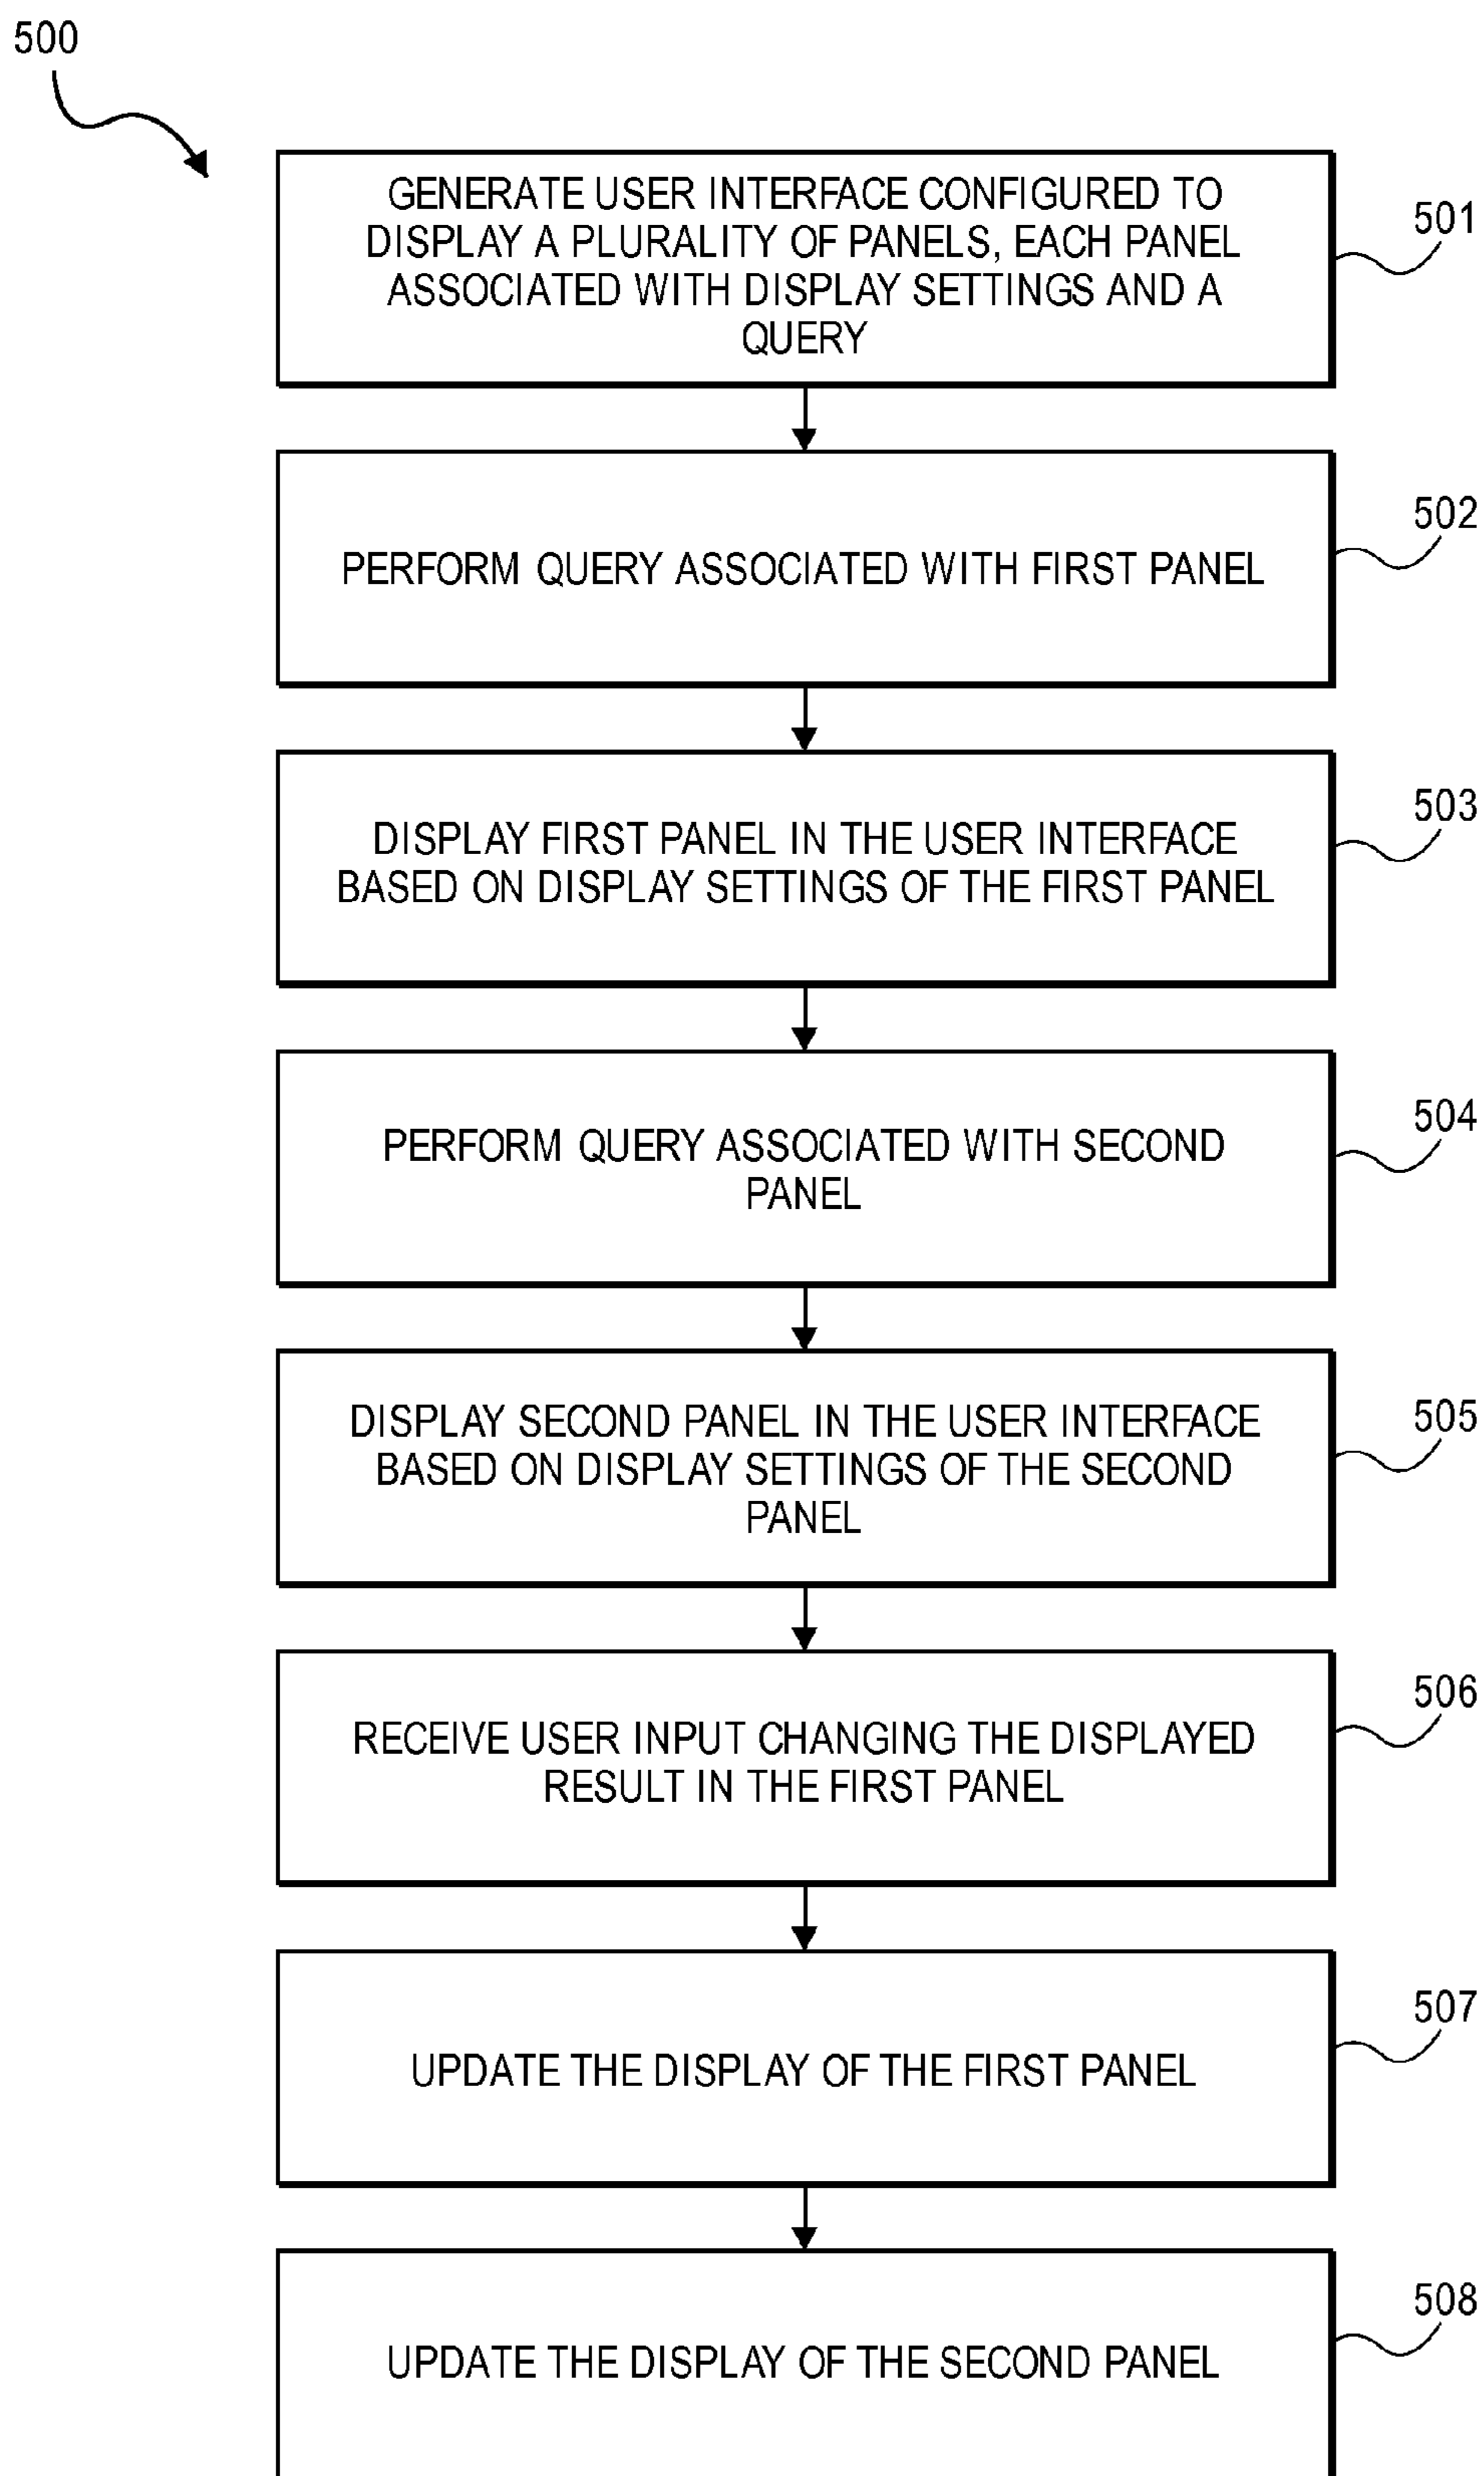 500
GENERATE USER INTERFACE CONFIGURED TO
DISPLAY A PLURALITY OF PANELS, EACH PANEL
ASSOCIATED WITH DISPLAY SETTINGS AND A
QUERY
501
PERFORM QUERY ASSOCIATED WITH FIRST PANEL
502
DISPLAY FIRST PANEL IN THE USER INTERFACE
BASED ON DISPLAY SETTINGS OF THE FIRST PANEL
503
PERFORM QUERY ASSOCIATED WITH SECOND
PANEL
504
DISPLAY SECOND PANEL IN THE USER INTERFACE
BASED ON DISPLAY SETTINGS OF THE SECOND
PANEL
505
RECEIVE USER INPUT CHANGING THE DISPLAYED
RESULT IN THE FIRST PANEL
506
UPDATE THE DISPLAY OF THE FIRST PANEL
507
UPDATE THE DISPLAY OF THE SECOND PANEL
508